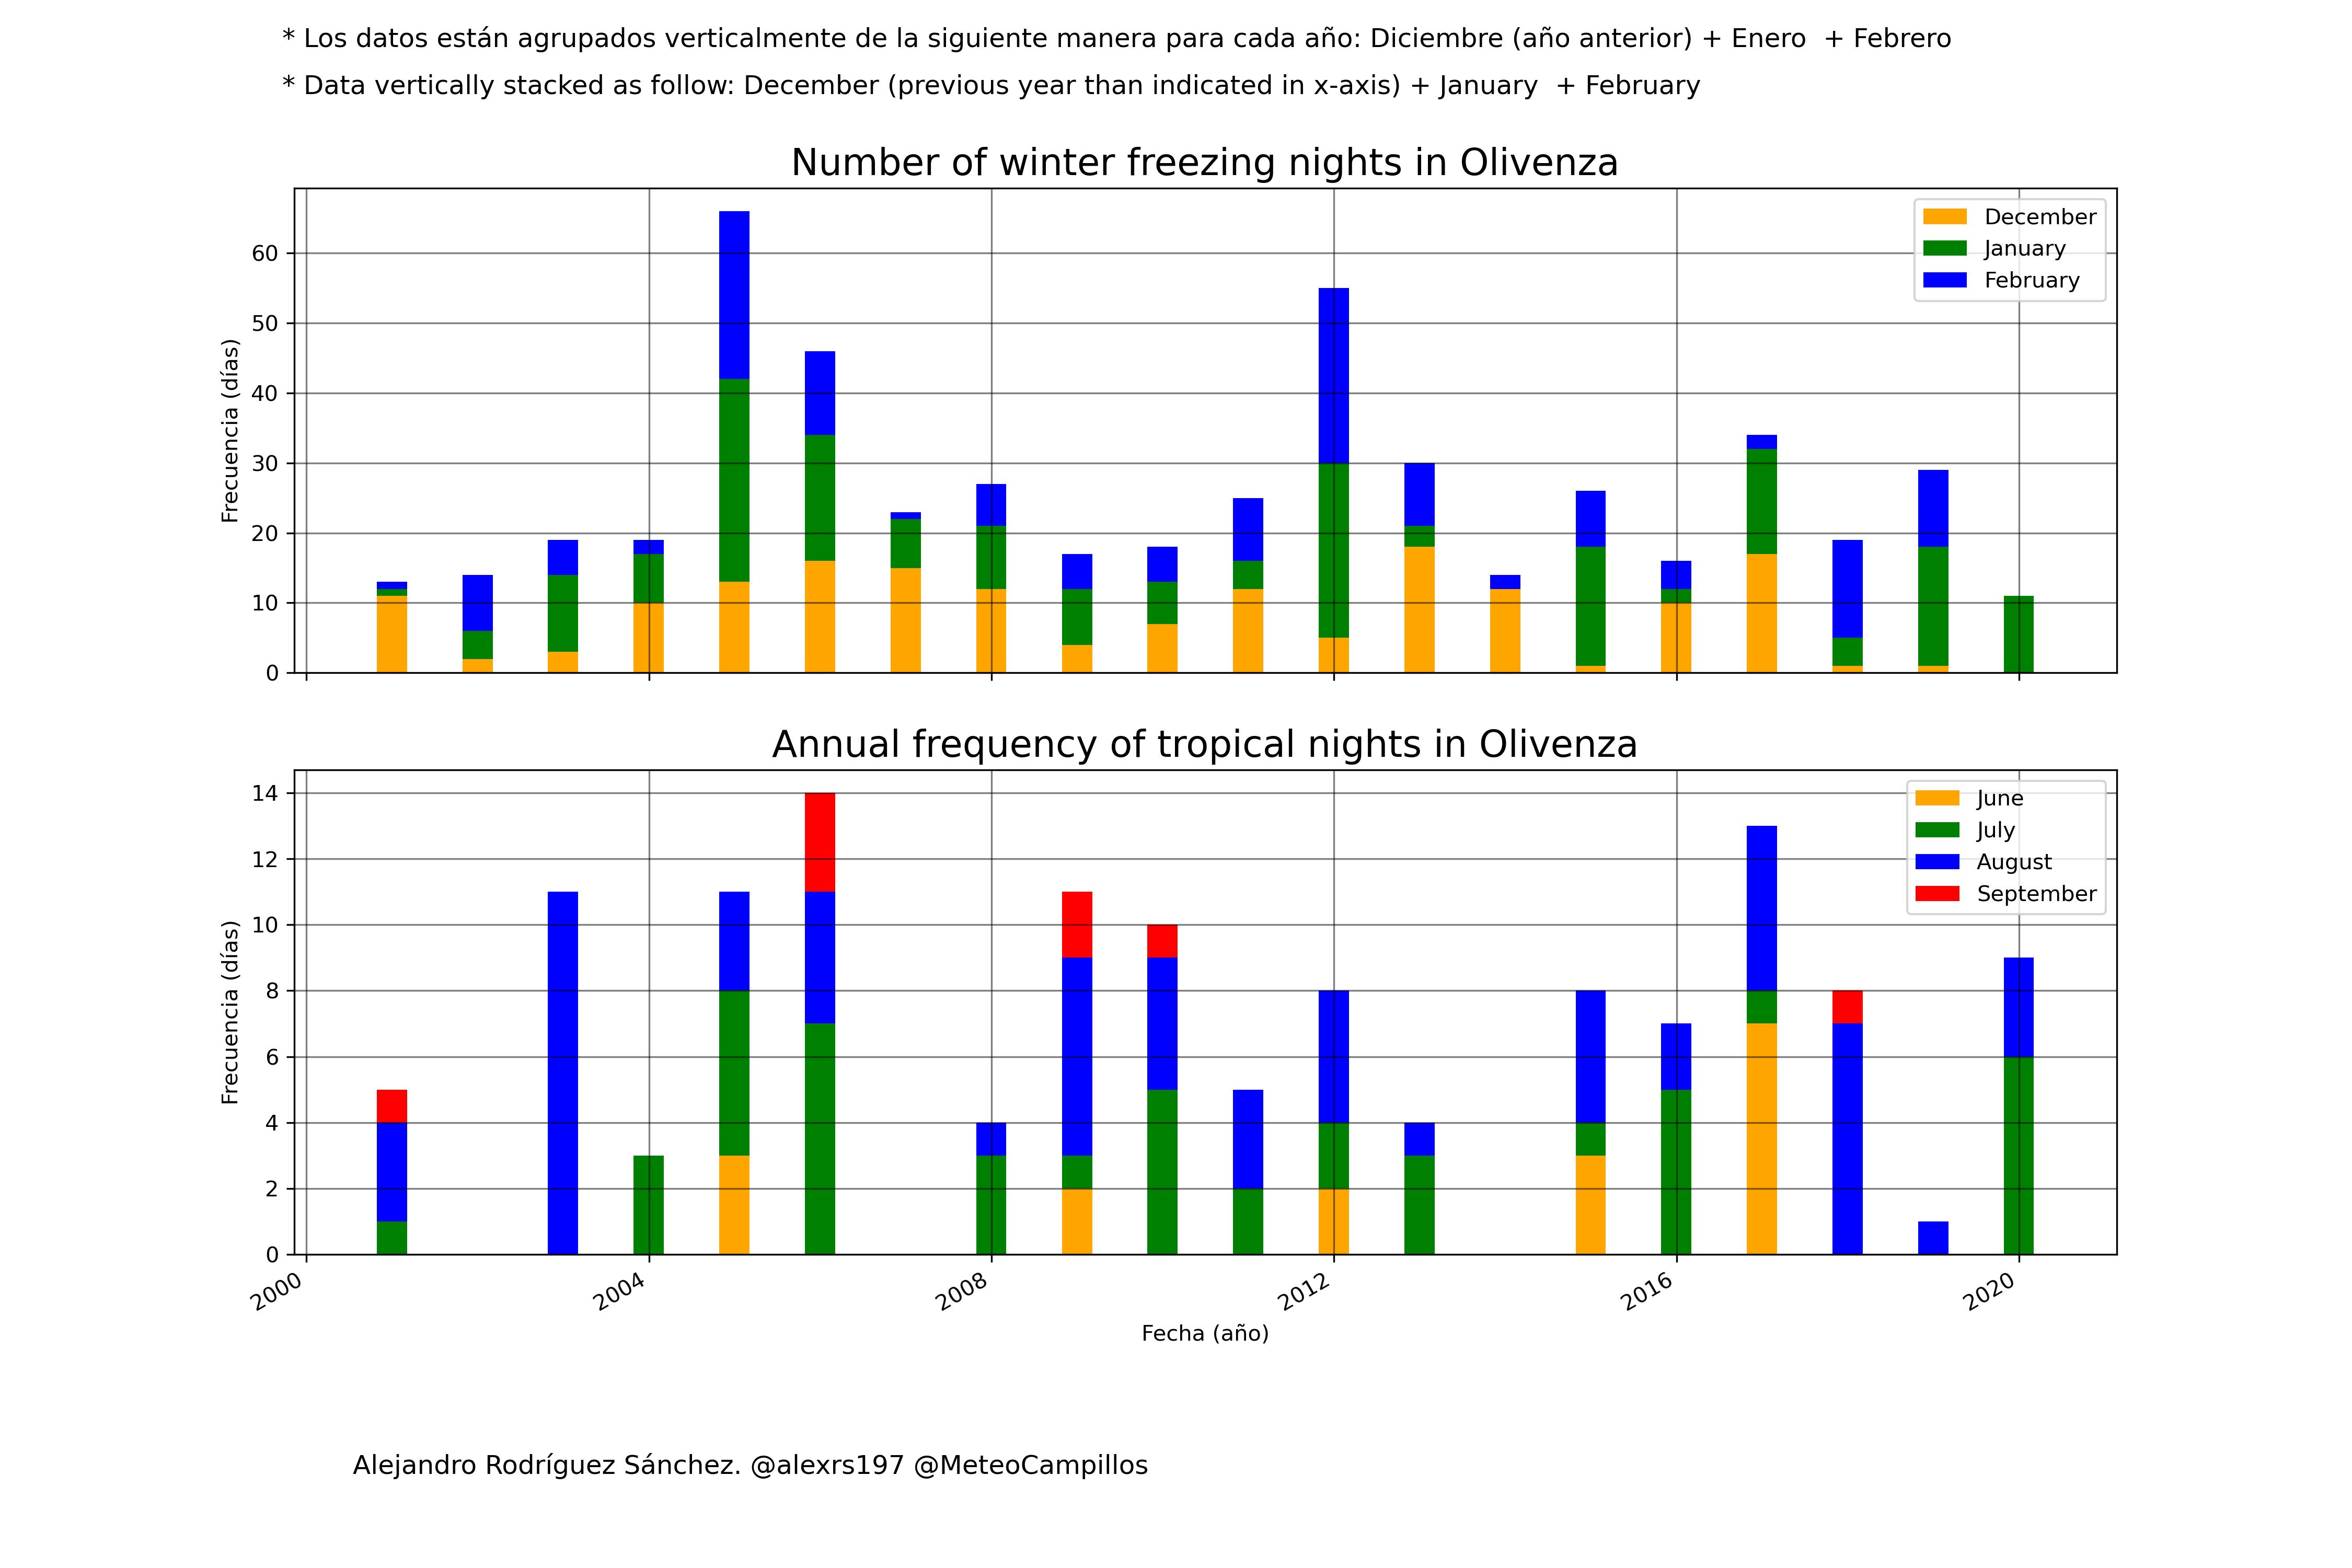 * Los datos están agrupados verticalmente de la siguiente manera para cada año: Diciembre (año anterior) + Enero  + Febrero
* Data vertically stacked as follow: December (previous year than indicated in x-axis) + January  + February
Number of winter freezing nights in Olivenza
Frecuencia (días)
60
50
40
30
20
10
0
December
January
February
Annual frequency of tropical nights in Olivenza
Frecuencia (días)
14
12
10
8
6
4
2
0
June
July
August
September
2000
2004
2008
2012
2016
2020
Fecha (año)
Alejandro Rodríguez Sánchez. @alexrs197 @MeteoCampillos